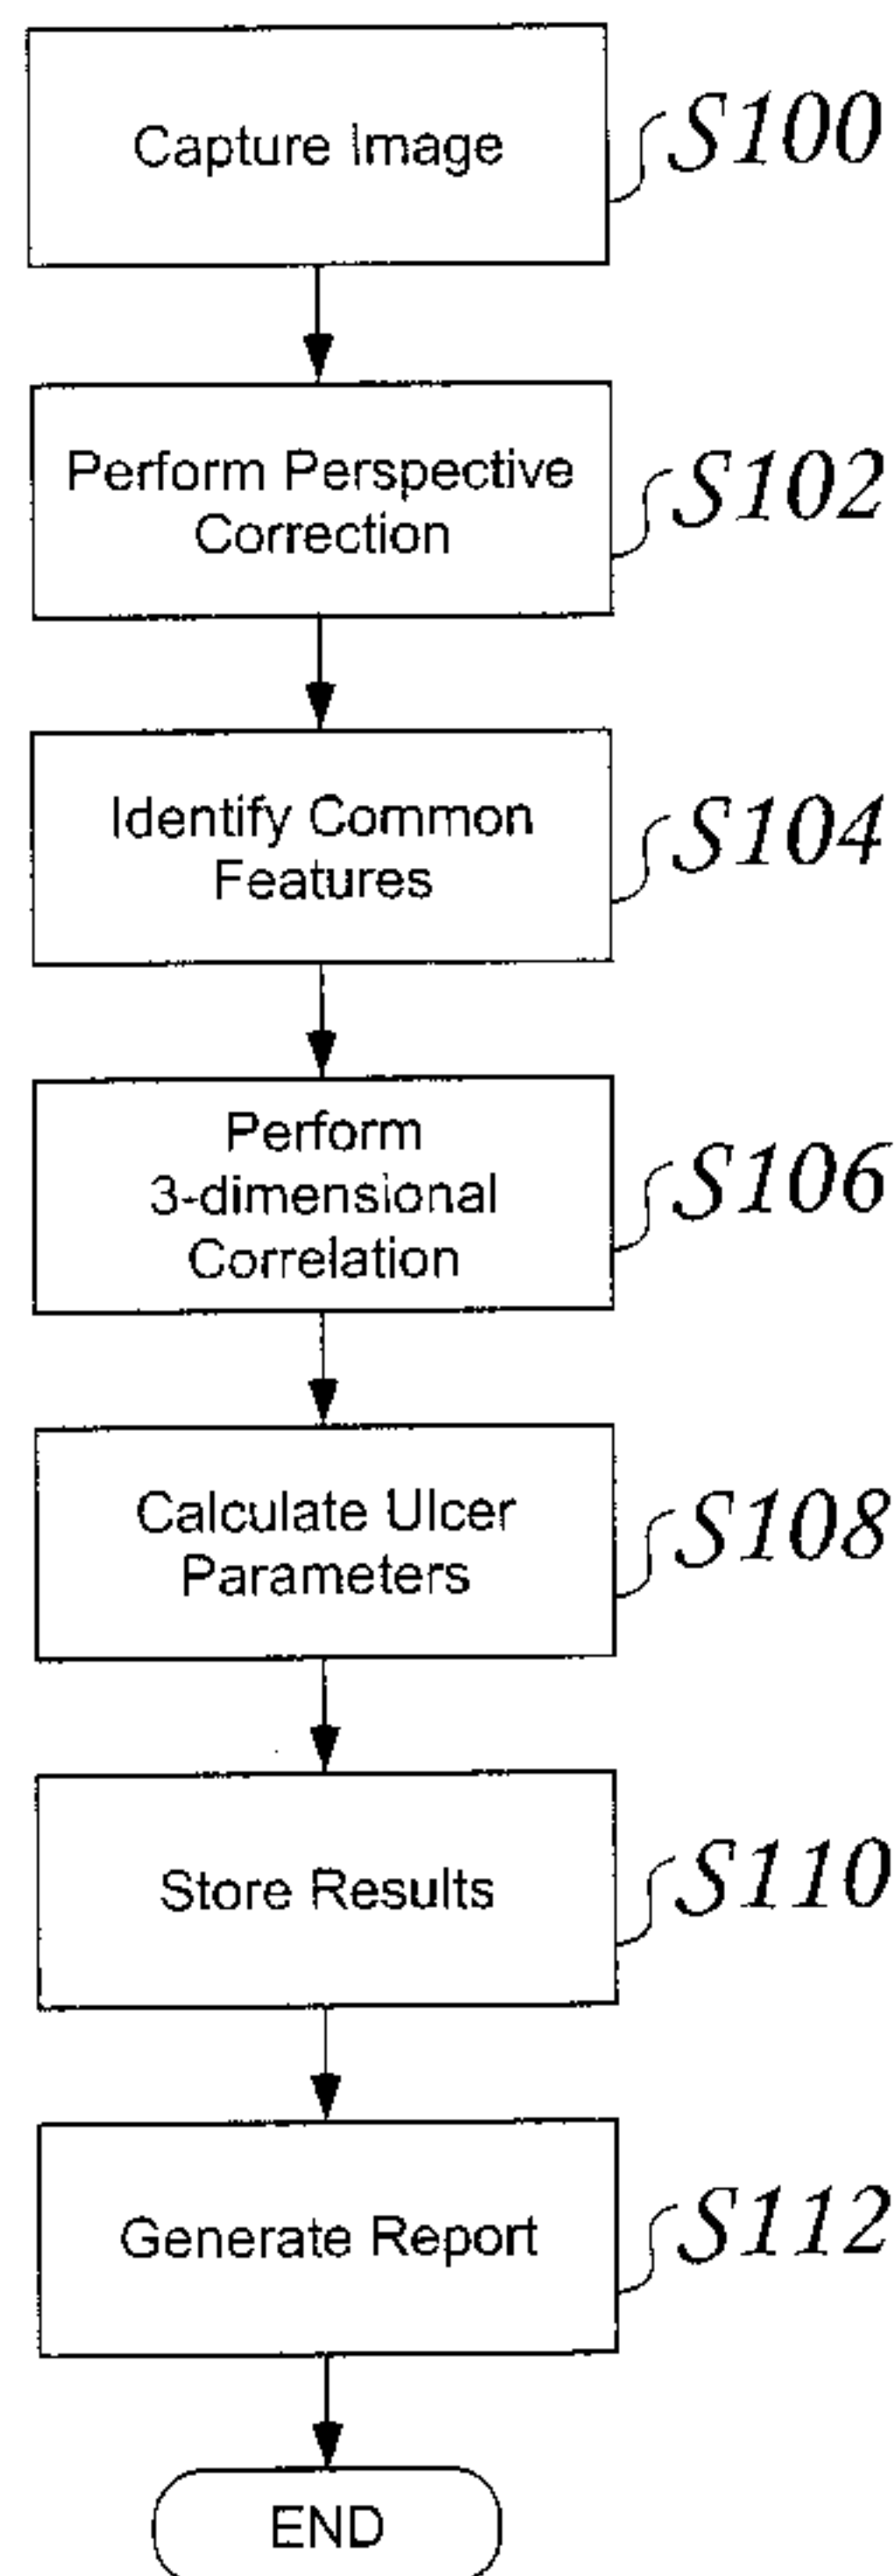 Capture Image
S100
Perform Perspective
Correction
S102
Identify Common
Features
S104
Perform
3-dimensional
Correlation
S106
Calculate Ulcer
Parameters
S108
Store Results
S110
Generate Report
S112
END